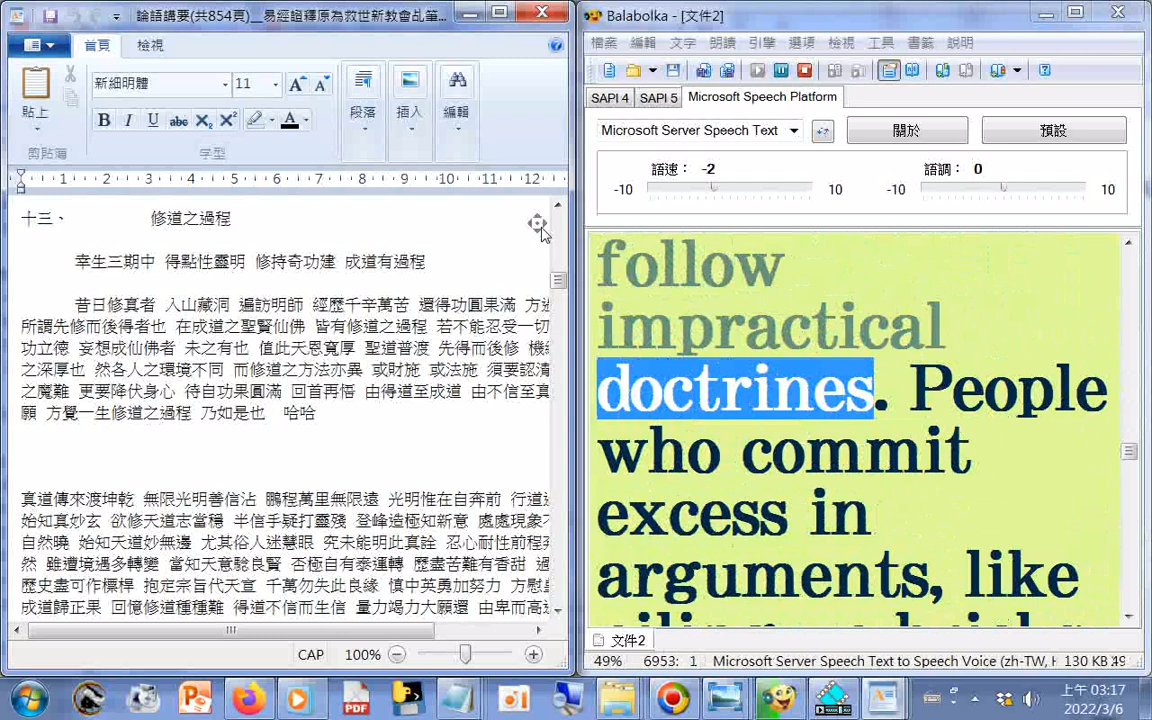 論語講要(共854頁)__易經證釋原為救世新教會乩筆...
首頁 檢視
貼上
剪貼簿
新細明體 11
B I U abc X₂ X²
字型
段落
插入
編輯
1 2 3 4 5 6 7 8 9 10 11 12
十三、 修道之過程
幸生三期中 得點性靈明 修持奇功建 成道有過程
昔日修真者 入山藏洞 遍訪明師 經歷千辛萬苦 還得功圓果滿 方
所謂先修而後得者也 在成道之聖賢仙佛 皆有修道之過程 若不能忍受一切
功立德 妄想成仙佛者 未之有也 值此天恩寬厚 聖道普渡 先得而後修 機
之深厚也 然各人之環境不同 而修道之方法亦異 或財施 或法施 須要認清
之魔難 更要降伏身心 待自功果圓滿 回首再悟 由得道至成道 由不信至真
願 方覺一生修道之過程 乃如是也 哈哈
真道傳來渡坤乾 無限光明善信沾 鵬程萬里無限遠 光明惟在自奔前 行道
始知真妙玄 欲修天道志當穩 半信乎疑打靈殘 登峰造極知新意 處處現象
自然曉 始知天道妙無邊 尤其俗人迷慧眼 究未能明此真詮 忍心耐性前程
然 雖遭境遇多轉變 當知天意騐良賢 否極自有泰運轉 歷盡苦難有香甜
歷史盡可作標桿 抱定宗旨代天宣 千萬勿失此良緣 慎中英勇加努力 方慰
成道歸正果 回憶修道種種難 得道不信而生信 量力竭力大願還 由卑而高
CAP 100%
Balabolka - [文件2]
檔案 編輯 文字 朗讀 引擎 選項 檢視 工具 書籤 說明
SAPI 4 SAPI 5 Microsoft Speech Platform
Microsoft Server Speech Text 關於 預設
語速： -2 語調： 0
-10 10 -10 10
follow
impractical
doctrines. People
who commit
excess in
arguments, like
文件2
49% 6953: 1 Microsoft Server Speech Text to Speech Voice (zh-TW, H 130 KB
上午 03:17
2022/3/6